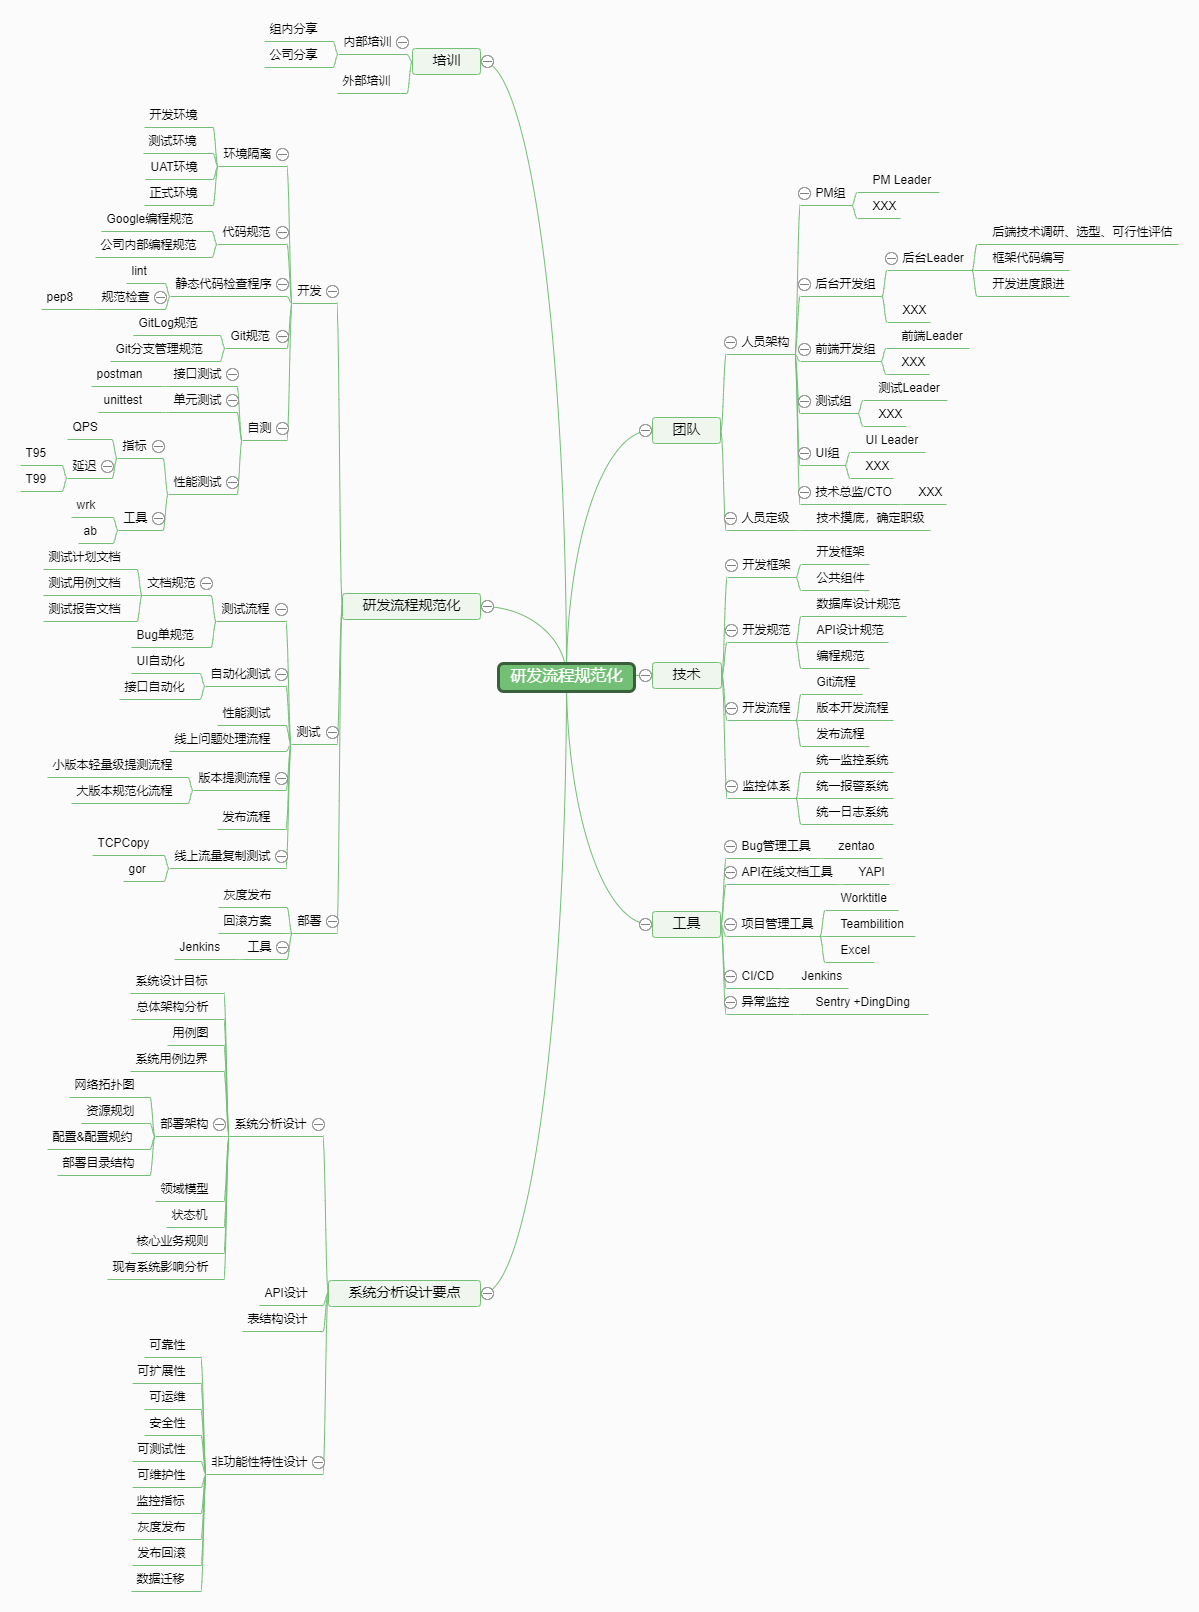 研发流程规范化
培训
内部培训
组内分享
公司分享
外部培训
研发流程规范化
开发
环境隔离
开发环境
测试环境
UAT环境
正式环境
代码规范
Google编程规范
公司内部编程规范
静态代码检查程序
lint
规范检查
pep8
Git规范
GitLog规范
Git分支管理规范
自测
接口测试
postman
单元测试
unittest
性能测试
指标
QPS
延迟
T95
T99
工具
wrk
ab
测试
测试流程
文档规范
测试计划文档
测试用例文档
测试报告文档
Bug单规范
自动化测试
UI自动化
接口自动化
性能测试
线上问题处理流程
版本提测流程
小版本轻量级提测流程
大版本规范化流程
发布流程
线上流量复制测试
TCPCopy
gor
部署
灰度发布
回滚方案
工具
Jenkins
系统分析设计要点
系统分析设计
系统设计目标
总体架构分析
用例图
系统用例边界
部署架构
网络拓扑图
资源规划
配置&配置规约
部署目录结构
领域模型
状态机
核心业务规则
现有系统影响分析
API设计
表结构设计
非功能性特性设计
可靠性
可扩展性
可运维
安全性
可测试性
可维护性
监控指标
灰度发布
发布回滚
数据迁移
团队
人员架构
PM组
PM Leader
XXX
后台开发组
后台Leader
后端技术调研、选型、可行性评估
框架代码编写
开发进度跟进
XXX
前端开发组
前端Leader
XXX
测试组
测试Leader
XXX
UI组
UI Leader
XXX
技术总监/CTO
XXX
人员定级
技术摸底，确定职级
技术
开发框架
开发框架
公共组件
开发规范
数据库设计规范
API设计规范
编程规范
开发流程
Git流程
版本开发流程
发布流程
监控体系
统一监控系统
统一报警系统
统一日志系统
工具
Bug管理工具
zentao
API在线文档工具
YAPI
项目管理工具
Worktitle
Teambilition
Excel
CI/CD
Jenkins
异常监控
Sentry +DingDing